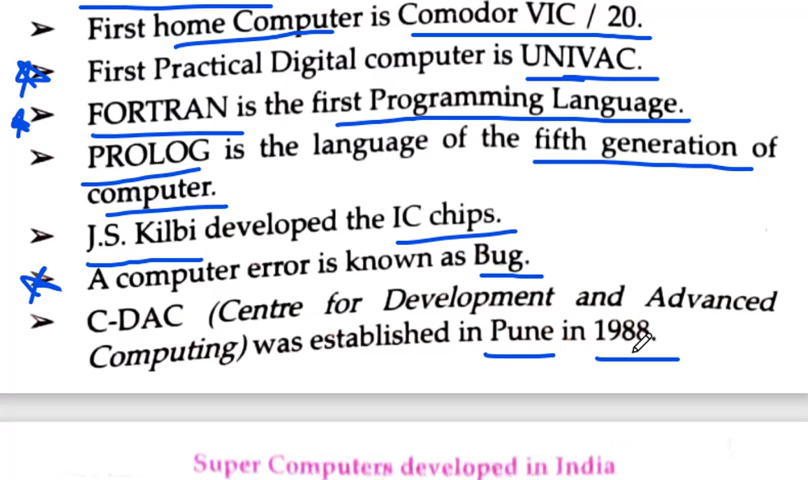 ➤ First home Computer is Comodor VIC / 20.
➤ First Practical Digital computer is UNIVAC.
➤ FORTRAN is the first Programming Language.
➤ PROLOG is the language of the fifth generation of
computer.
➤ J.S. Kilbi developed the IC chips.
➤ A computer error is known as Bug.
➤ C-DAC (Centre for Development and Advanced
Computing) was established in Pune in 1988.
Super Computers developed in India